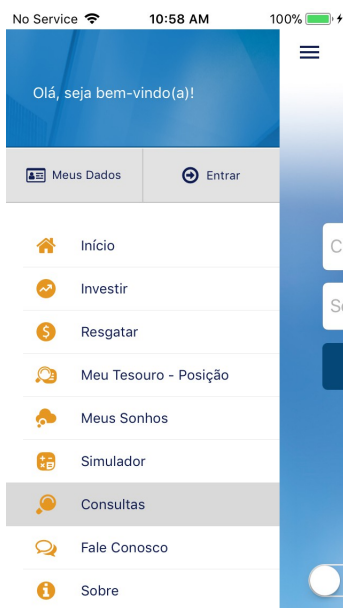 No Service 10:58 AM 100%
Olá, seja bem-vindo(a)!
Meus Dados Entrar
Início
Investir
Resgatar
Meu Tesouro - Posição
Meus Sonhos
Simulador
Consultas
Fale Conosco
Sobre